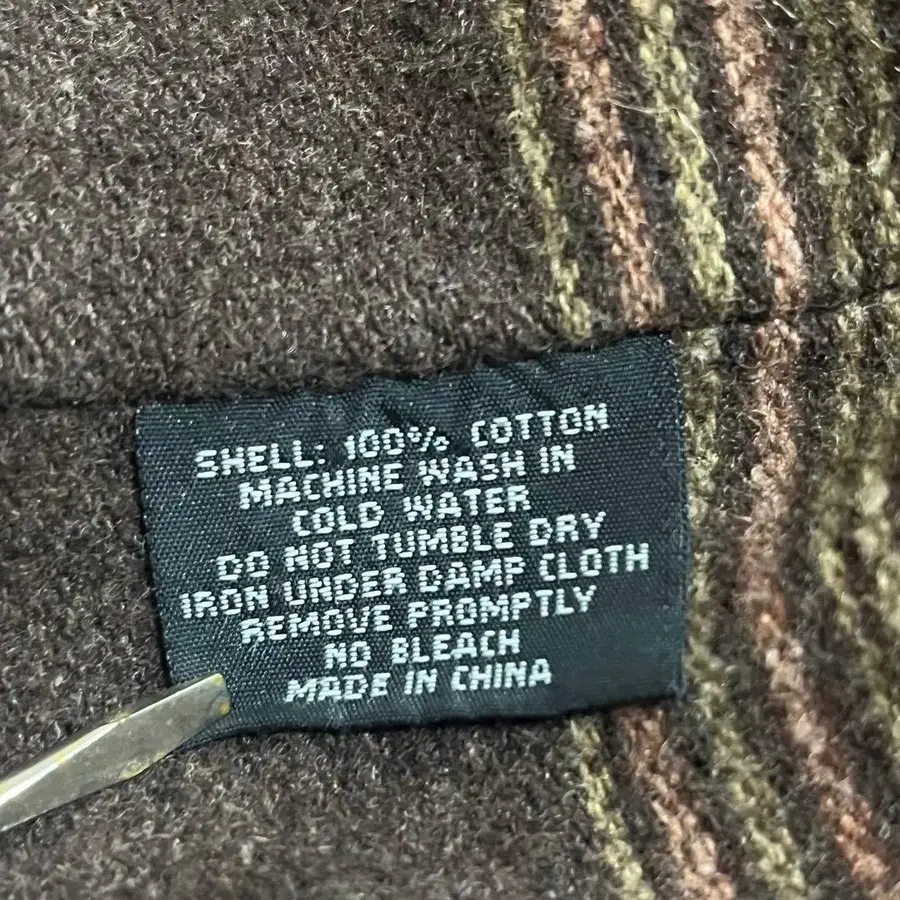 SHELL: 100% COTTON
MACHINE WASH IN
COLD WATER
DO NOT TUMBLE DRY
IRON UNDER DAMP CLOTH
REMOVE PROMPTLY
NO BLEACH
MADE IN CHINA